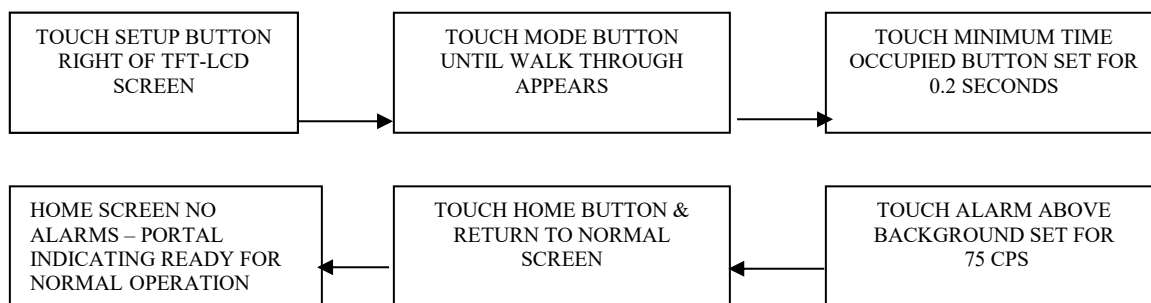 TOUCH SETUP BUTTON
RIGHT OF TFT-LCD
SCREEN
TOUCH MODE BUTTON
UNTIL WALK THROUGH
APPEARS
TOUCH MINIMUM TIME
OCCUPIED BUTTON SET FOR
0.2 SECONDS
TOUCH ALARM ABOVE
BACKGROUND SET FOR
75 CPS
TOUCH HOME BUTTON &
RETURN TO NORMAL
SCREEN
HOME SCREEN NO
ALARMS – PORTAL
INDICATING READY FOR
NORMAL OPERATION